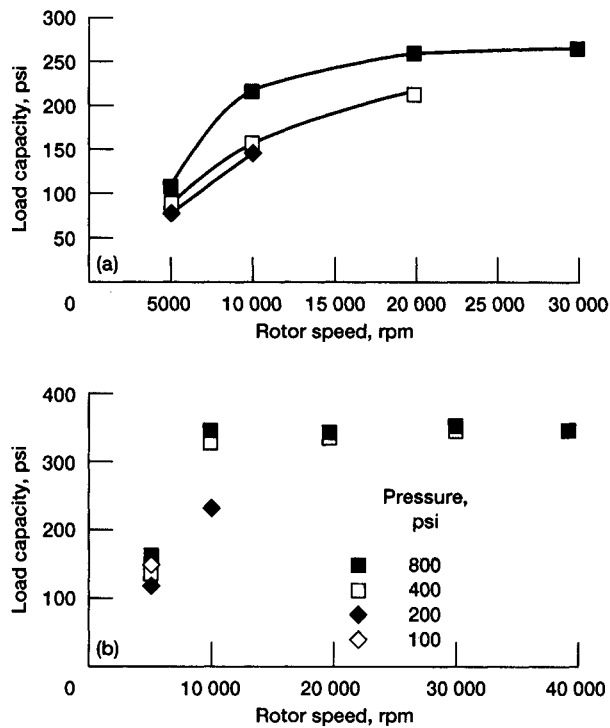 300
250
200
150
100
50
0
Load capacity, psi
(a)
5000 10 000 15 000 20 000 25 000 30 000
Rotor speed, rpm
400
300
200
100
0
Load capacity, psi
(b)
Pressure,
psi
800
400
200
100
10 000 20 000 30 000 40 000
Rotor speed, rpm